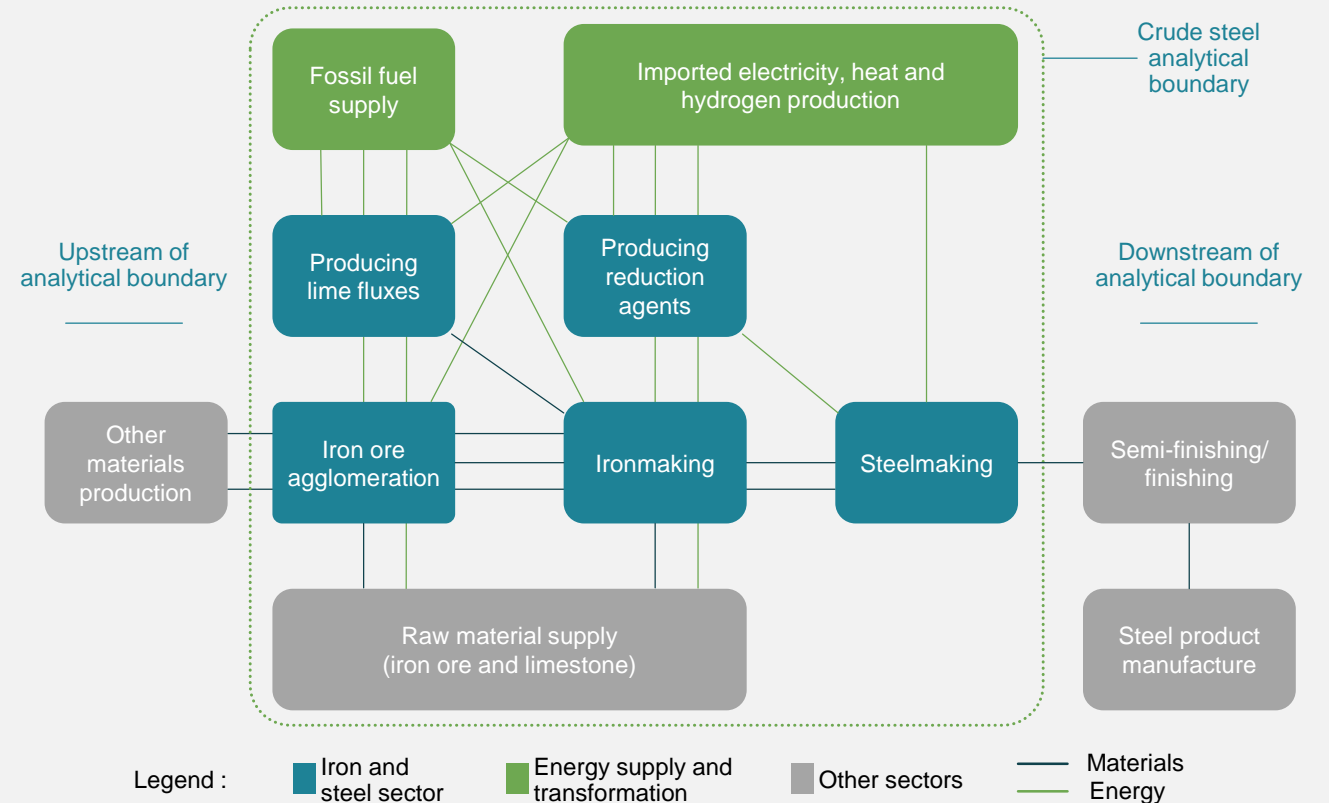 Fossil fuel
supply
Imported electricity, heat and
hydrogen production
Crude steel
analytical
boundary
Upstream of
analytical boundary
Producing
lime fluxes
Producing
reduction
agents
Downstream of
analytical boundary
Other
materials
production
Iron ore
agglomeration
Ironmaking
Steelmaking
Semi-finishing/
finishing
Raw material supply
(iron ore and limestone)
Steel product
manufacture
Legend :
Iron and
steel sector
Energy supply and
transformation
Other sectors
Materials
Energy